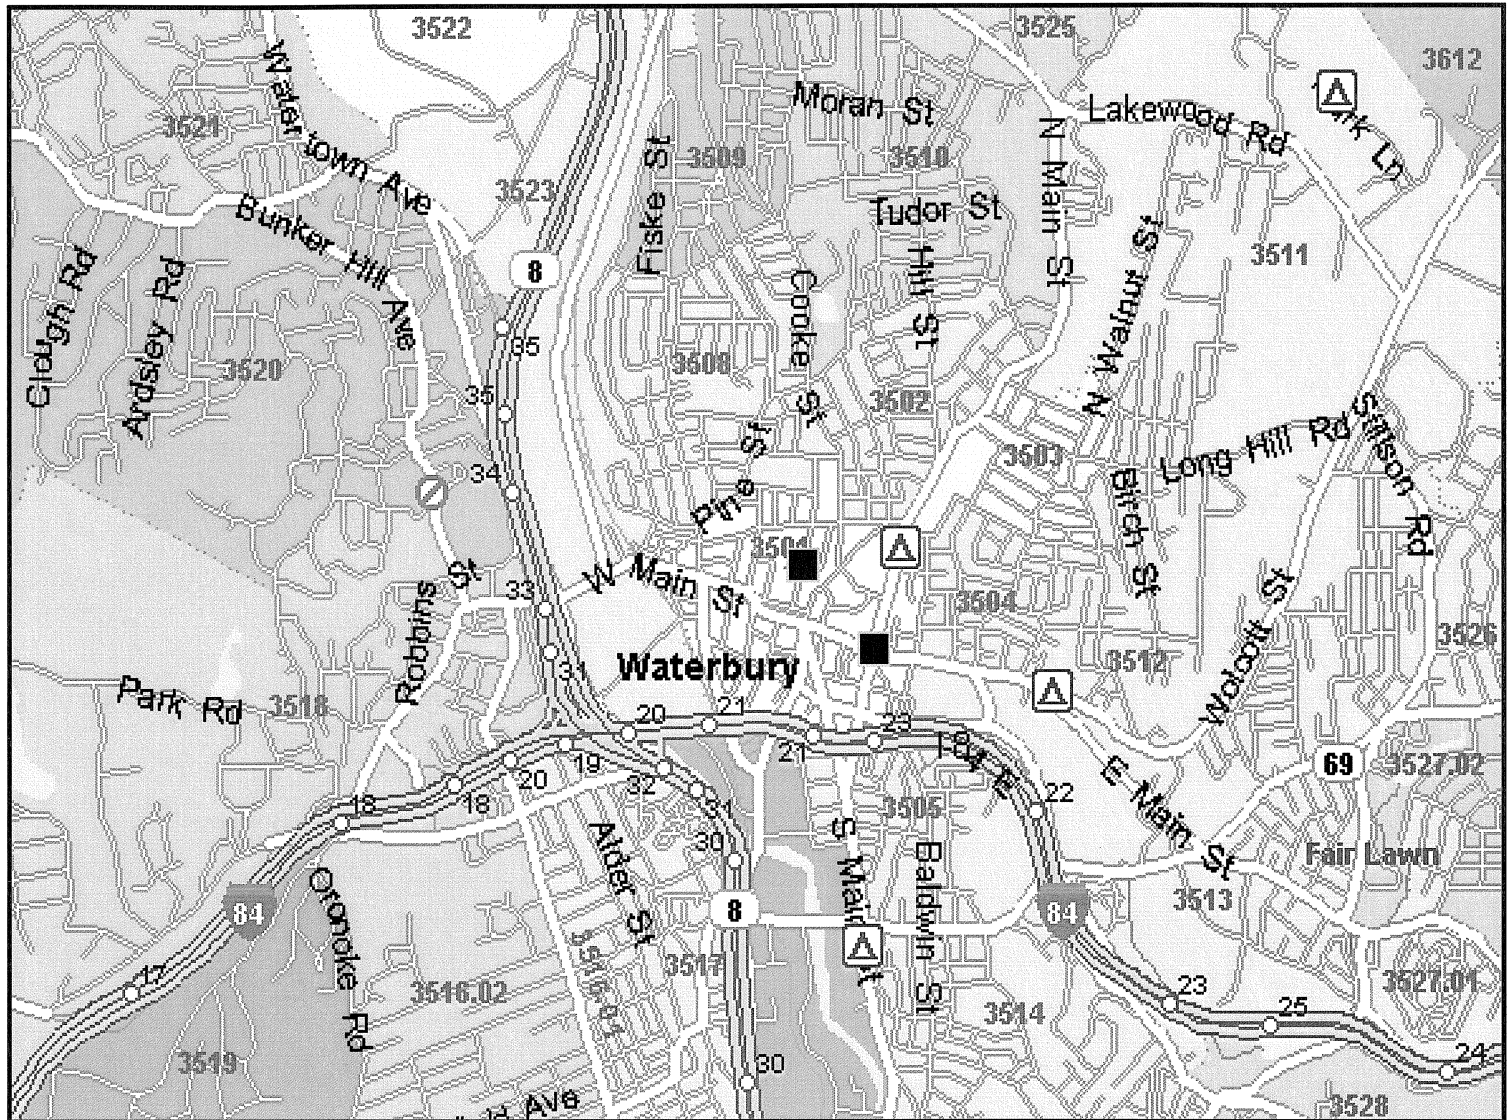 3522
3525
3612
Moran St
Lakewood Rd
3521
Watertown Ave
3509
3510
3523
Fiske St
N Main St
Tudor St
Bunker Hill Ave
3511
Clough Rd
Ardsley Rd
8
Cooke St
Hill St
N Walnut St
35
3520
3508
35
3502
Stillson Rd
Long Hill Rd
3503
34
Pine St
Birch St
3501
W Main St
33
Robbins St
3504
Wolcott St
3526
Waterbury
31
3512
Park Rd
3518
20
21
21
23
I-84 E
69
3527.02
20
19
32
31
22
18
18
3505
E Main St
30
Alder St
S Main St
Baldwin St
Fair Lawn
84
Oronoke Rd
8
84
3513
17
3516.02
3517
3527.01
23
25
3514
3519
24
30
Ave
3528